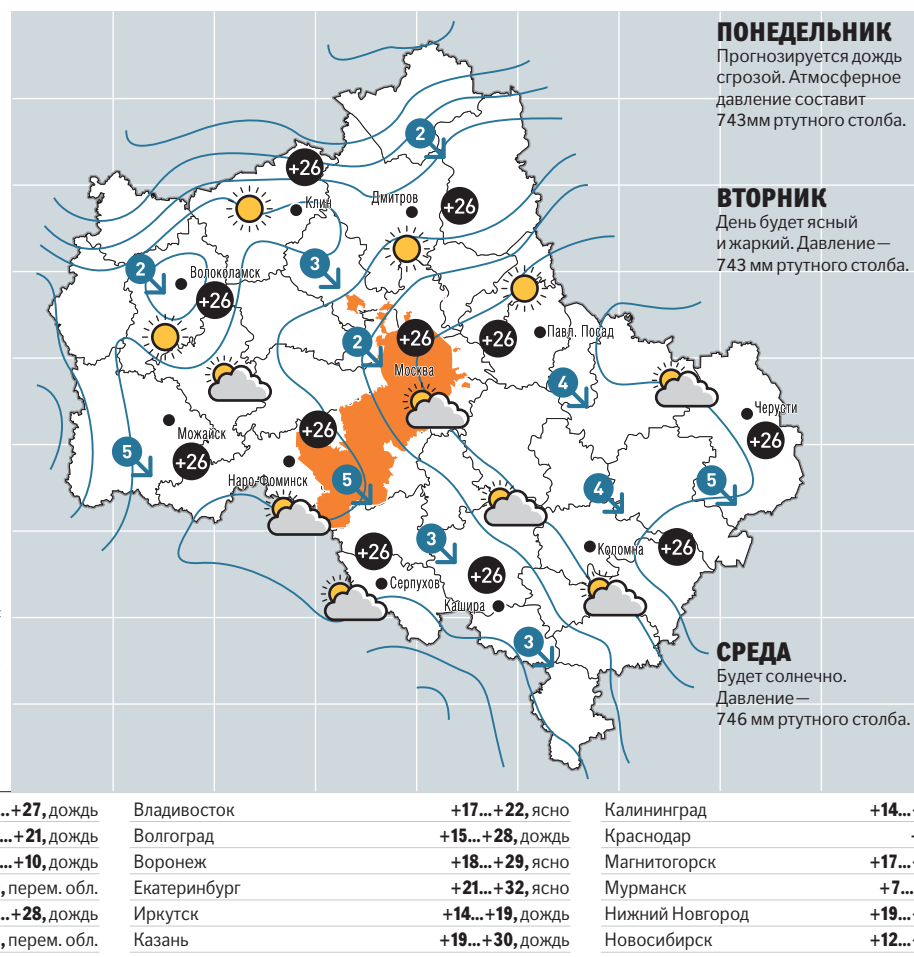 ПОНЕДЕЛЬНИК
Прогнозируется дождь
сгрозой. Атмосферное
давление составит
743мм ртутного столба.
ВТОРНИК
День будет ясный
и жаркий. Давление—
743 мм ртутного столба.
СРЕДА
Будет солнечно.
Давление—
746 мм ртутного столба.
2
+26
Клин
Дмитров
+26
2
Волоколамск
+26
3
2
+26
Москва
+26
Павл. Посад
4
Черусти
+26
Можайск
5
+26
+26
Наро-Фоминск
5
4
5
3
+26
Серпухов
+26
Кашира
Коломна
+26
3
...+27, дождь
...+21, дождь
...+10, дождь
, перем. обл.
...+28, дождь
, перем. обл.
Владивосток +17...+22, ясно
Волгоград +15...+28, дождь
Воронеж +18...+29, ясно
Екатеринбург +21...+32, ясно
Иркутск +14...+19, дождь
Казань +19...+30, дождь
Калининград +14...
Краснодар
Магнитогорск +17...
Мурманск +7...
Нижний Новгород +19...
Новосибирск +12...